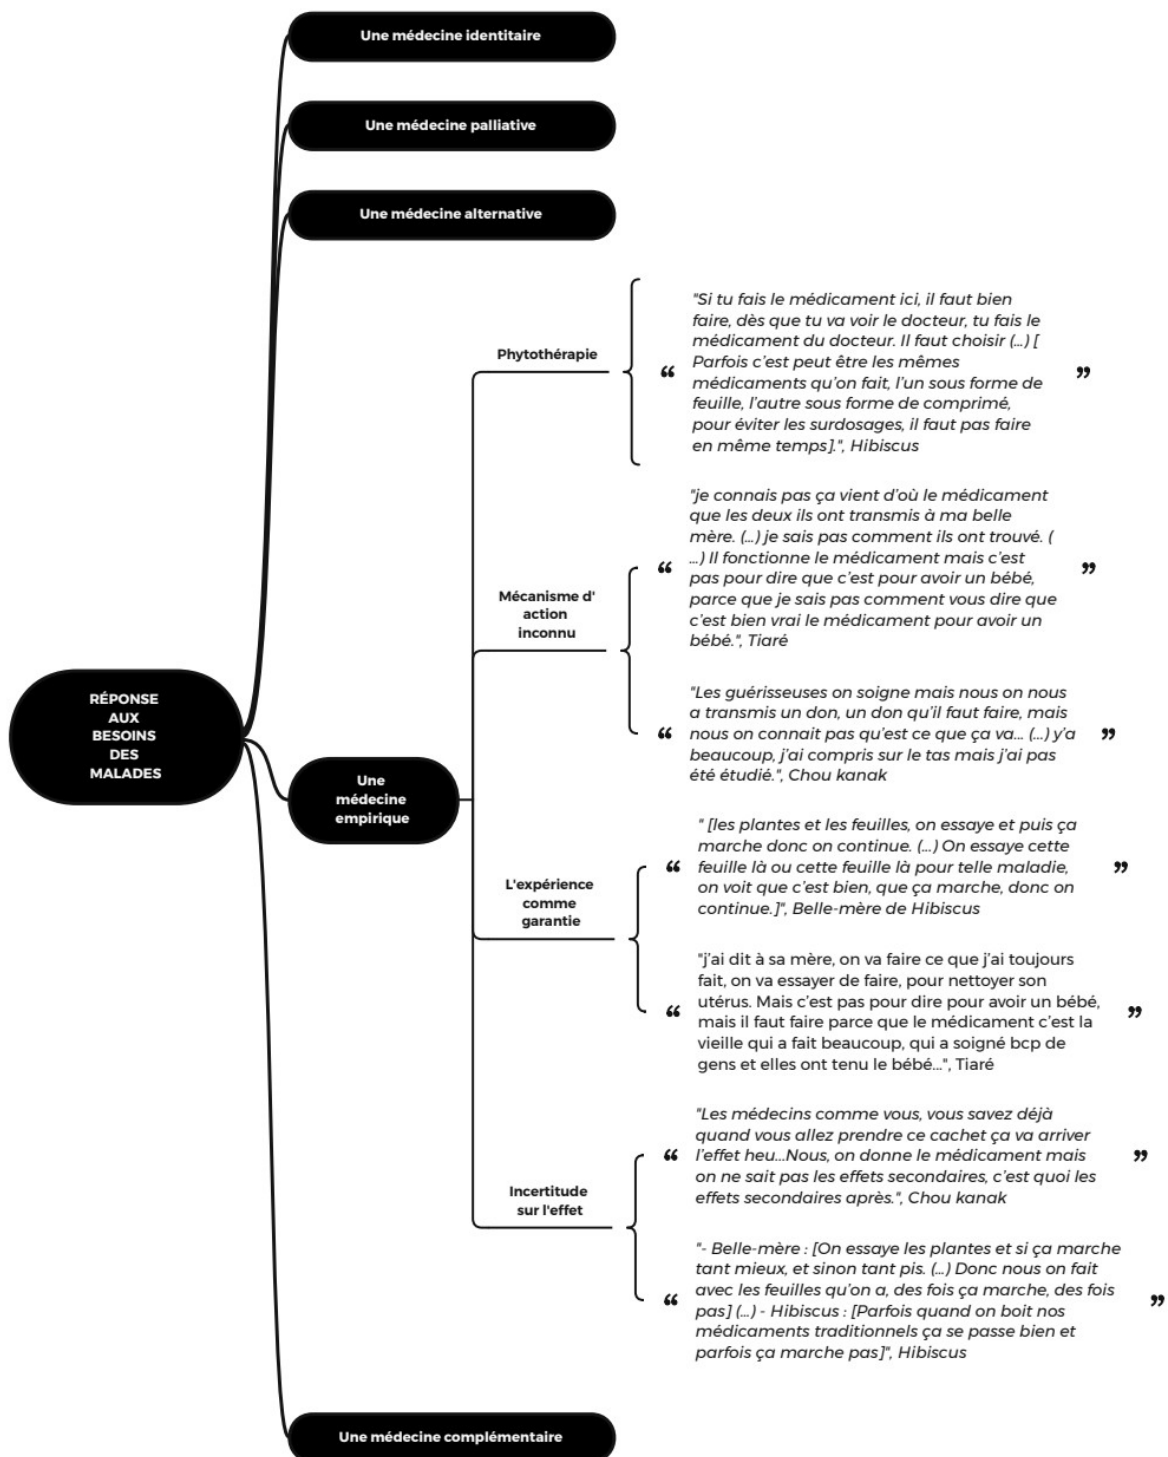 Une médecine identitaire
Une médecine palliative
Une médecine alternative
RÉPONSE
AUX
BESOINS
DES
MALADES
Une
médecine
empirique
Phytothérapie
“
"Si tu fais le médicament ici, il faut bien
faire, dès que tu va voir le docteur, tu fais le
médicament du docteur. Il faut choisir (...) [
Parfois c'est peut être les mêmes
médicaments qu'on fait, l'un sous forme de
feuille, l'autre sous forme de comprimé,
pour éviter les surdosages, il faut pas faire
en même temps].", Hibiscus
”
Mécanisme d'
action
inconnu
“
"je connais pas ça vient d'où le médicament
que les deux ils ont transmis à ma belle
mère. (...) je sais pas comment ils ont trouvé. (
...) Il fonctionne le médicament mais c'est
pas pour dire que c'est pour avoir un bébé,
parce que je sais pas comment vous dire que
c'est bien vrai le médicament pour avoir un
bébé.", Tiaré
”
“
"Les guérisseuses on soigne mais nous on nous
a transmis un don, un don qu'il faut faire, mais
nous on connait pas qu'est ce que ça va... (...) y'a
beaucoup, j'ai compris sur le tas mais j'ai pas
été étudié.", Chou kanak
”
L'expérience
comme
garantie
“
" [les plantes et les feuilles, on essaye et puis ça
marche donc on continue. (...) On essaye cette
feuille là ou cette feuille là pour telle maladie,
on voit que c'est bien, que ça marche, donc on
continue.]", Belle-mère de Hibiscus
”
“
"j'ai dit à sa mère, on va faire ce que j'ai toujours
fait, on va essayer de faire, pour nettoyer son
utérus. Mais c'est pas pour dire pour avoir un bébé,
mais il faut faire parce que le médicament c'est la
vieille qui a fait beaucoup, qui a soigné bcp de
gens et elles ont tenu le bébé...", Tiaré
”
Incertitude
sur l'effet
“
"Les médecins comme vous, vous savez déjà
quand vous allez prendre ce cachet ça va arriver
l'effet heu...Nous, on donne le médicament mais
on ne sait pas les effets secondaires, c'est quoi les
effets secondaires après.", Chou kanak
”
“
"- Belle-mère : [On essaye les plantes et si ça marche
tant mieux, et sinon tant pis. (...) Donc nous on fait
avec les feuilles qu'on a, des fois ça marche, des fois
pas] (...) - Hibiscus : [Parfois quand on boit nos
médicaments traditionnels ça se passe bien et
parfois ça marche pas]", Hibiscus
”
Une médecine complémentaire